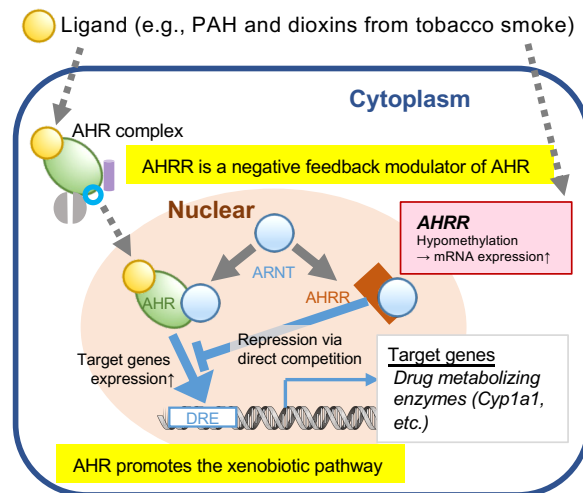 Ligand (e.g., PAH and dioxins from tobacco smoke)
Cytoplasm
AHR complex
AHRR is a negative feedback modulator of AHR
Nuclear
AHRR
Hypomethylation
→ mRNA expression↑
ARNT
AHR
AHRR
Target genes
expression↑
Repression via
direct competition
Target genes
Drug metabolizing
enzymes (Cyp1a1,
etc.)
DRE
AHR promotes the xenobiotic pathway